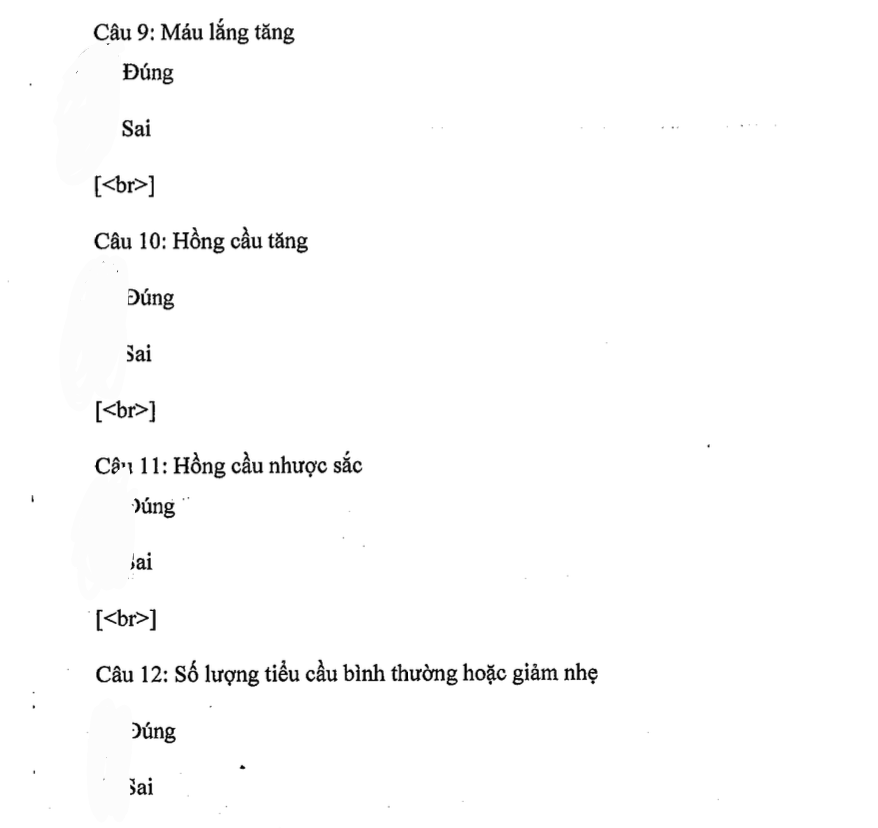 Câu 9: Máu lắng tăng
Đúng
Sai
[<br>]
Câu 10: Hồng cầu tăng
Đúng
Sai
[<br>]
Câu 11: Hồng cầu nhược sắc
Đúng
Sai
[<br>]
Câu 12: Số lượng tiểu cầu bình thường hoặc giảm nhẹ
Đúng
Sai